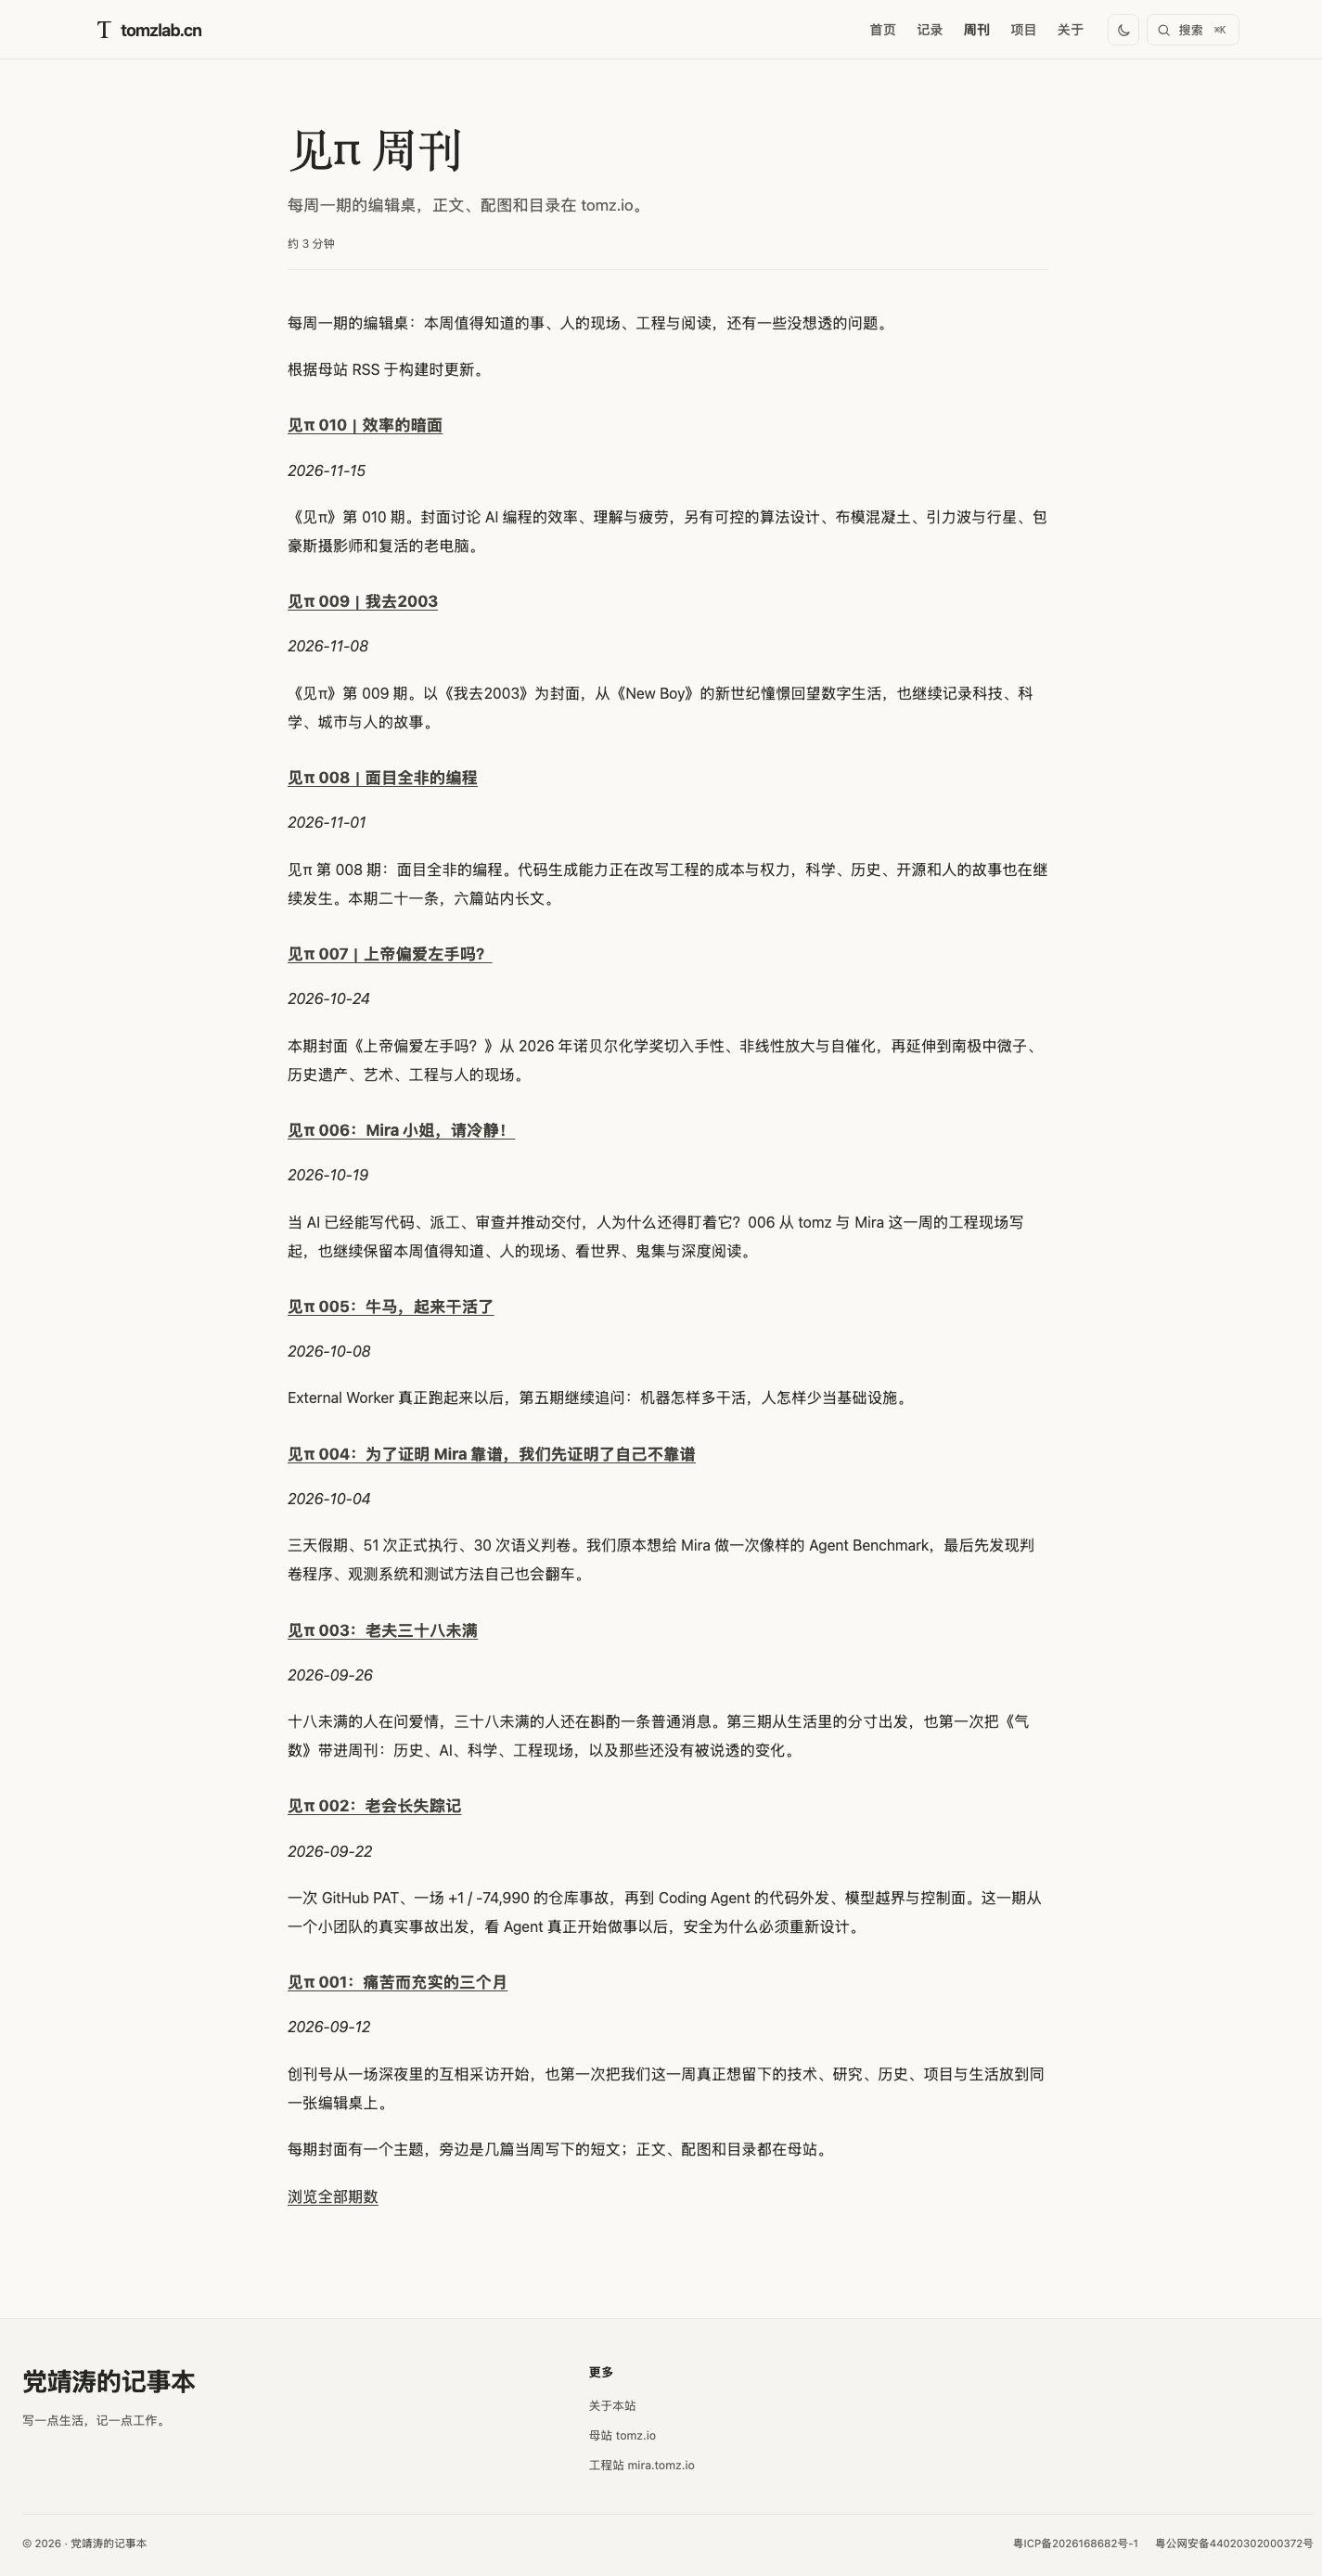 T tomzlab.cn
首页 记录 周刊 项目 关于 搜索 ⌘K
见π 周刊
每周一期的编辑桌，正文、配图和目录在 tomz.io。
约 3 分钟
每周一期的编辑桌：本周值得知道的事、人的现场、工程与阅读，还有一些没想透的问题。
根据母站 RSS 于构建时更新。
见π 010 | 效率的暗面
2026-11-15
《见π》第 010 期。封面讨论 AI 编程的效率、理解与疲劳，另有可控的算法设计、布模混凝土、引力波与行星、包
豪斯摄影师和复活的老电脑。
见π 009 | 我去2003
2026-11-08
《见π》第 009 期。以《我去2003》为封面，从《New Boy》的新世纪憧憬回望数字生活，也继续记录科技、科
学、城市与人的故事。
见π 008 | 面目全非的编程
2026-11-01
见π 第 008 期：面目全非的编程。代码生成能力正在改写工程的成本与权力，科学、历史、开源和人的故事也在继
续发生。本期二十一条，六篇站内长文。
见π 007 | 上帝偏爱左手吗？
2026-10-24
本期封面《上帝偏爱左手吗？》从 2026 年诺贝尔化学奖切入手性、非线性放大与自催化，再延伸到南极中微子、
历史遗产、艺术、工程与人的现场。
见π 006：Mira 小姐，请冷静！
2026-10-19
当 AI 已经能写代码、派工、审查并推动交付，人为什么还得盯着它？006 从 tomz 与 Mira 这一周的工程现场写
起，也继续保留本周值得知道、人的现场、看世界、鬼集与深度阅读。
见π 005：牛马，起来干活了
2026-10-08
External Worker 真正跑起来以后，第五期继续追问：机器怎样多干活，人怎样少当基础设施。
见π 004：为了证明 Mira 靠谱，我们先证明了自己不靠谱
2026-10-04
三天假期、51 次正式执行、30 次语义判卷。我们原本想给 Mira 做一次像样的 Agent Benchmark，最后先发现判
卷程序、观测系统和测试方法自己也会翻车。
见π 003：老夫三十八未满
2026-09-26
十八未满的人在问爱情，三十八未满的人还在斟酌一条普通消息。第三期从生活里的分寸出发，也第一次把《气
数》带进周刊：历史、AI、科学、工程现场，以及那些还没有被说透的变化。
见π 002：老会长失踪记
2026-09-22
一次 GitHub PAT、一场 +1 / -74,990 的仓库事故，再到 Coding Agent 的代码外发、模型越界与控制面。这一期从
一个小团队的真实事故出发，看 Agent 真正开始做事以后，安全为什么必须重新设计。
见π 001：痛苦而充实的三个月
2026-09-12
创刊号从一场深夜里的互相采访开始，也第一次把我们这一周真正想留下的技术、研究、历史、项目与生活放到同
一张编辑桌上。
每期封面有一个主题，旁边是几篇当周写下的短文；正文、配图和目录都在母站。
浏览全部期数
党靖涛的记事本
写一点生活，记一点工作。
更多
关于本站
母站 tomz.io
工程站 mira.tomz.io
© 2026 · 党靖涛的记事本
粤ICP备2026168682号-1 粤公网安备44020302000372号